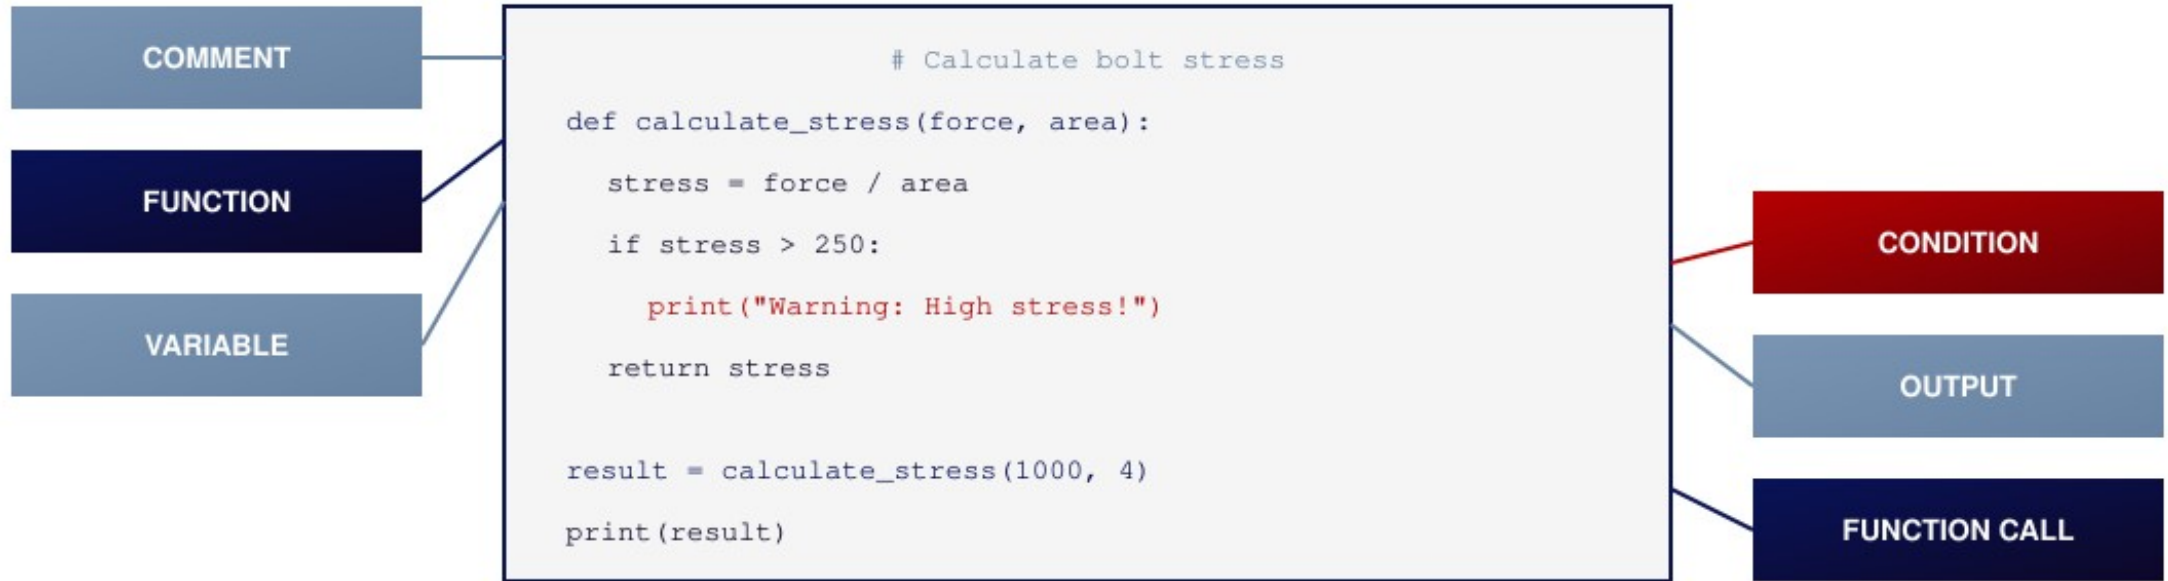 COMMENT
FUNCTION
VARIABLE
# Calculate bolt stress
def calculate_stress(force, area):
stress = force / area
if stress > 250:
print("Warning: High stress!")
return stress
result = calculate_stress(1000, 4)
print(result)
CONDITION
OUTPUT
FUNCTION CALL